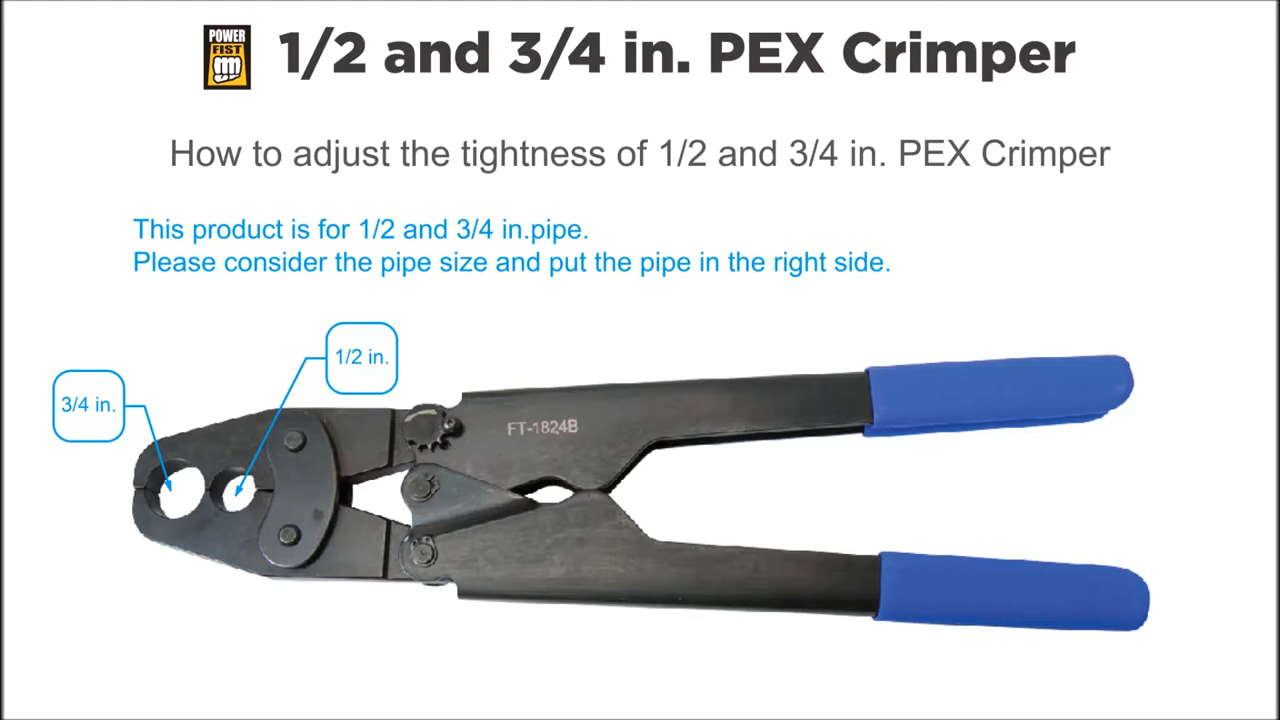 POWER
FIST
1/2 and 3/4 in. PEX Crimper
How to adjust the tightness of 1/2 and 3/4 in. PEX Crimper
This product is for 1/2 and 3/4 in.pipe.
Please consider the pipe size and put the pipe in the right side.
1/2 in.
3/4 in.
FT-1824B